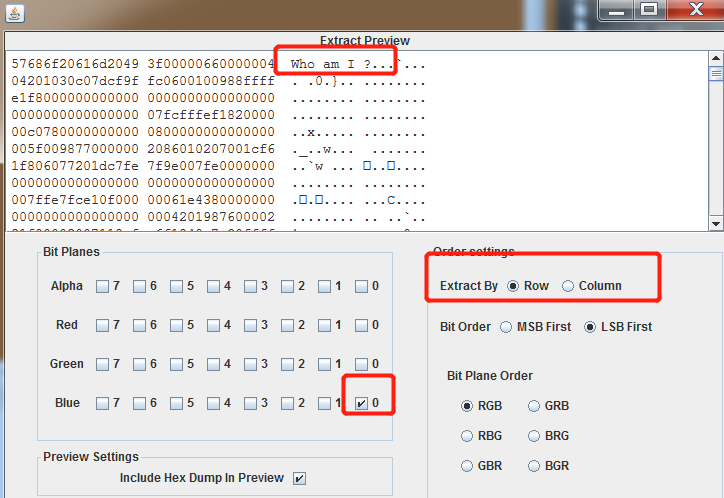 Extract Preview
57686f20616d2049 3f00000660000004 Who am I ?...`...
04201030c07dcf9f fc0600100988ffff . .0.}.. ........
e1f8000000000000 0000000000000000 ........ ........
0000000000000000 07fcfffef1820000 ........ ........
00c0780000000000 0800000000000000 ..x..... ........
005f009877000000 2086010207001cf6 ._..w... .......
1f806077201dc7fe 7f9e007fe0000000 ..`w ... □..□....
0000000000000000 0000000000000000 ........ ........
007ffe7fce10f000 00061e4380000000 .□.□.... ...C....
0000000000000000 0004201987600002 ........ .. ..`..
Bit Planes
Alpha 7 6 5 4 3 2 1 0
Red 7 6 5 4 3 2 1 0
Green 7 6 5 4 3 2 1 0
Blue 7 6 5 4 3 2 1 0
Preview Settings
Include Hex Dump In Preview
Order settings
Extract By Row Column
Bit Order MSB First LSB First
Bit Plane Order
RGB GRB
RBG BRG
GBR BGR